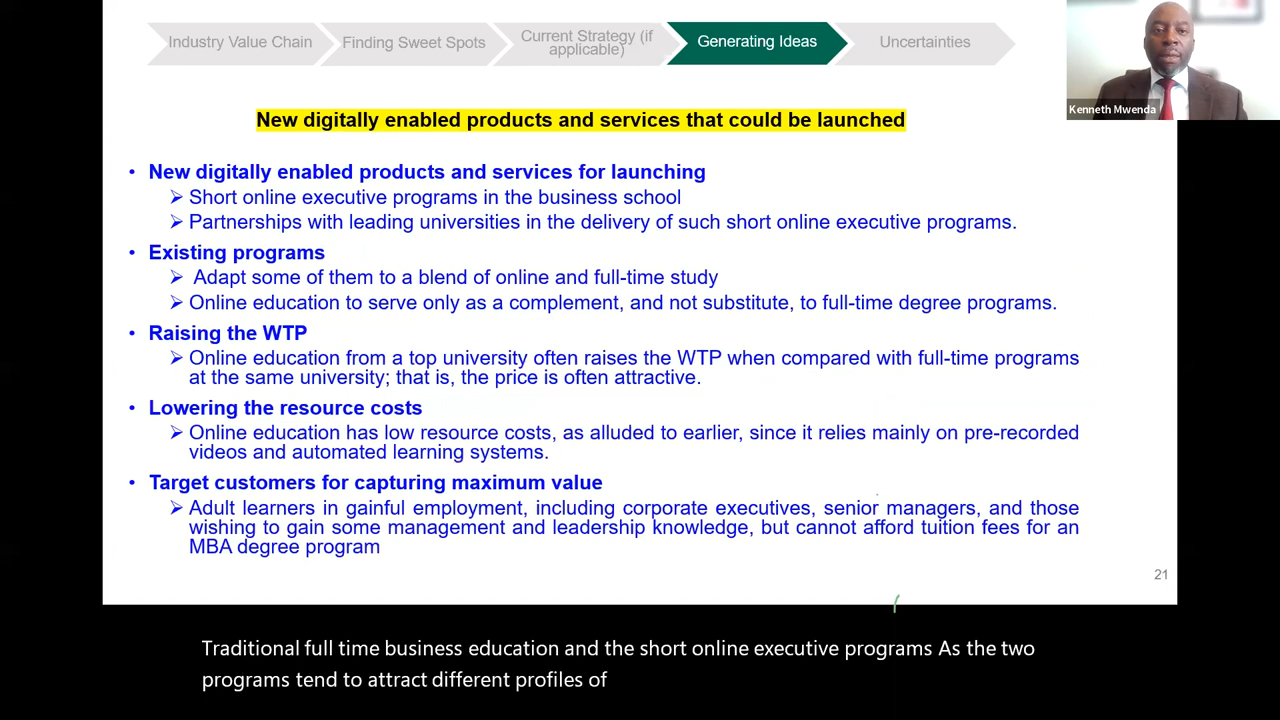 Industry Value Chain
Finding Sweet Spots
Current Strategy (if
applicable)
Generating Ideas
Uncertainties
Kenneth Mwenda
New digitally enabled products and services that could be launched
• New digitally enabled products and services for launching
➢ Short online executive programs in the business school
➢ Partnerships with leading universities in the delivery of such short online executive programs.
• Existing programs
➢ Adapt some of them to a blend of online and full-time study
➢ Online education to serve only as a complement, and not substitute, to full-time degree programs.
• Raising the WTP
➢ Online education from a top university often raises the WTP when compared with full-time programs
at the same university; that is, the price is often attractive.
• Lowering the resource costs
➢ Online education has low resource costs, as alluded to earlier, since it relies mainly on pre-recorded
videos and automated learning systems.
• Target customers for capturing maximum value
➢ Adult learners in gainful employment, including corporate executives, senior managers, and those
wishing to gain some management and leadership knowledge, but cannot afford tuition fees for an
MBA degree program
21
Traditional full time business education and the short online executive programs As the two
programs tend to attract different profiles of